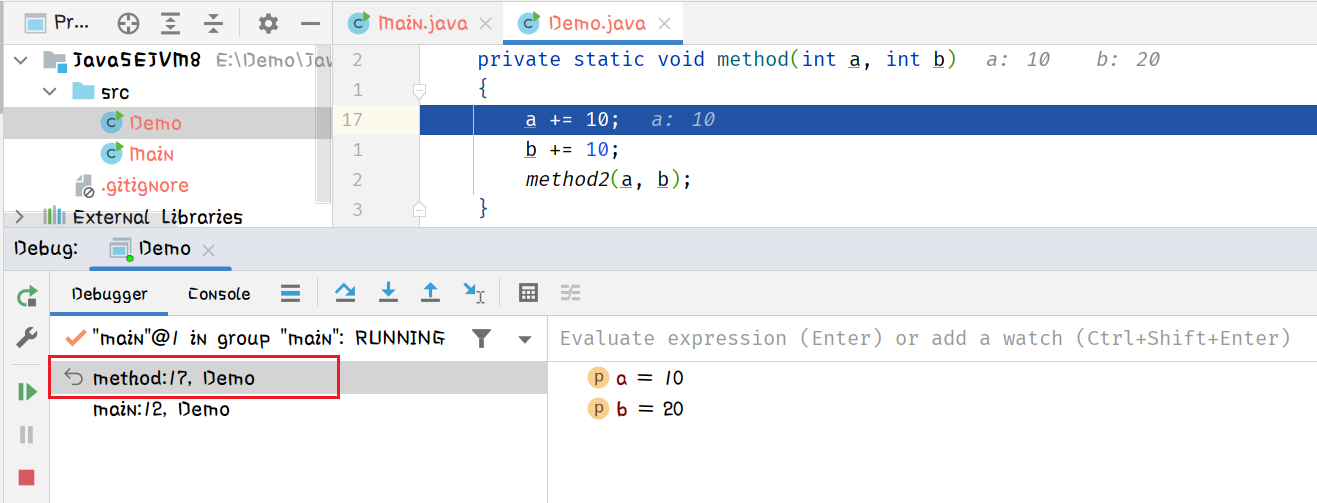 Pr...
Main.java
Demo.java
JavaSEJVM8 E:\Demo\Jav
src
Demo
Main
.gitignore
External Libraries
2 private static void method(int a, int b) a: 10 b: 20
1 {
17 a += 10; a: 10
1 b += 10;
2 method2(a, b);
3 }
Debug: Demo
Debugger Console
"main"@1 in group "main": RUNNING
Evaluate expression (Enter) or add a watch (Ctrl+Shift+Enter)
method:17, Demo
p a = 10
main:12, Demo
p b = 20